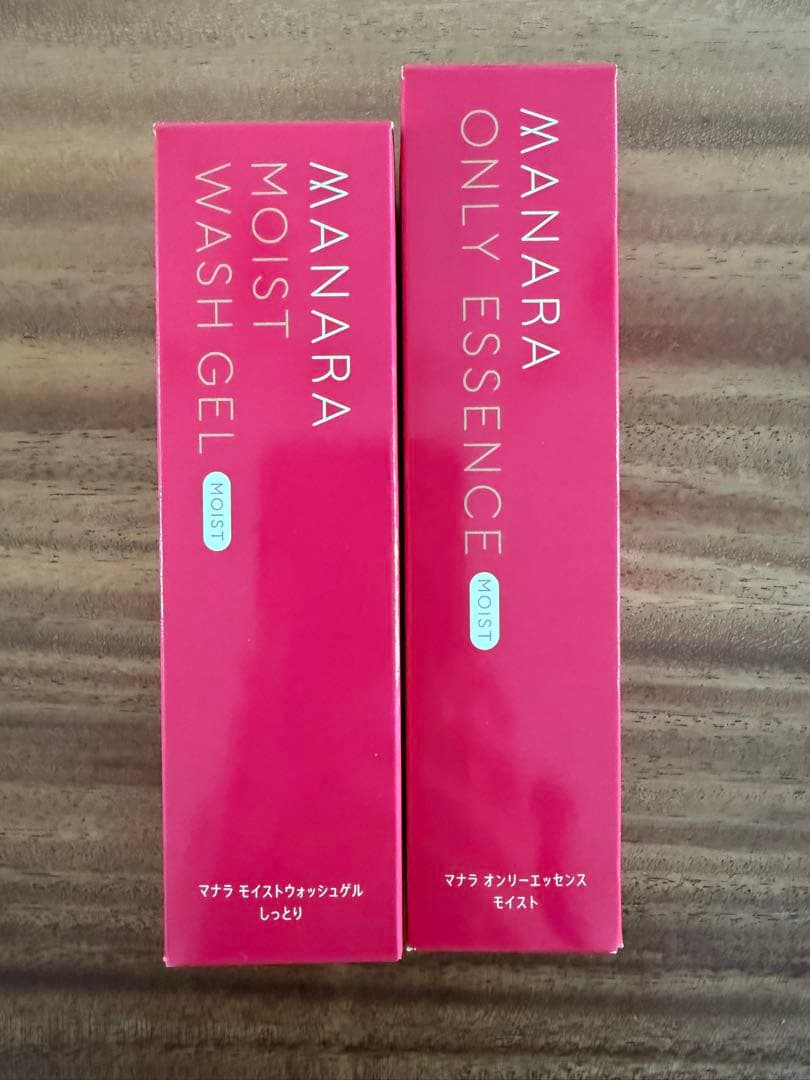 MANARA
MOIST
WASH GEL
MOIST
マナラ モイストウォッシュゲル
しっとり
MANARA
ONLY ESSENCE
MOIST
マナラ オンリーエッセンス
モイスト